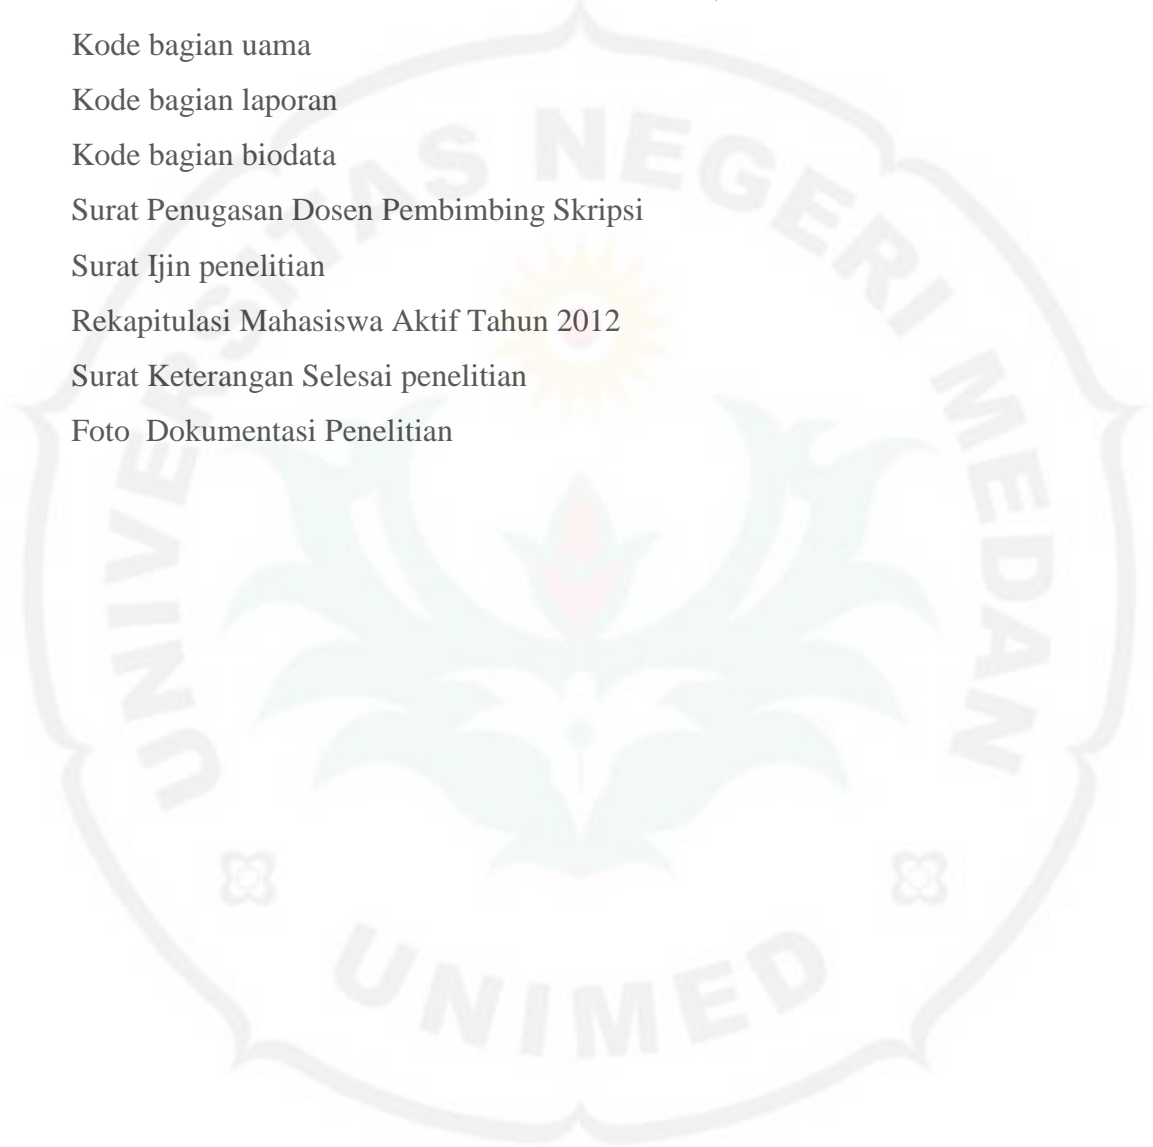 Kode bagian uama
Kode bagian laporan
Kode bagian biodata
Surat Penugasan Dosen Pembimbing Skripsi
Surat Ijin penelitian
Rekapitulasi Mahasiswa Aktif Tahun 2012
Surat Keterangan Selesai penelitian
Foto  Dokumentasi Penelitian
UNIVERSITAS NEGERI MEDAN
UNIMED